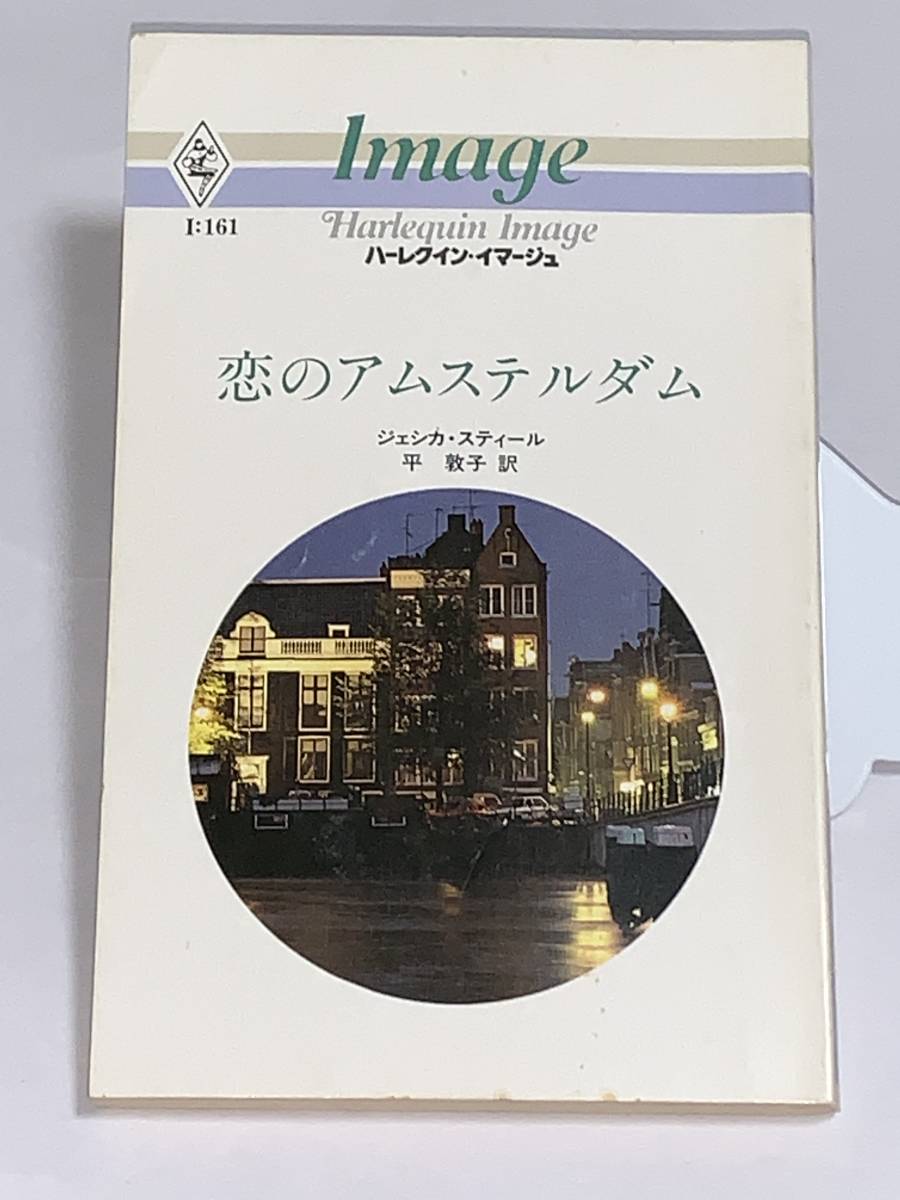 Image
I:161
Harlequin Image
ハーレクイン・イマージュ
恋のアムステルダム
ジェシカ・スティール
平 敦子 訳